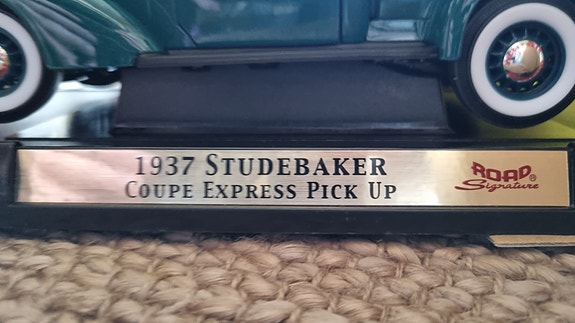 1937 STUDEBAKER
COUPE EXPRESS PICK UP
ROAD®
Signature